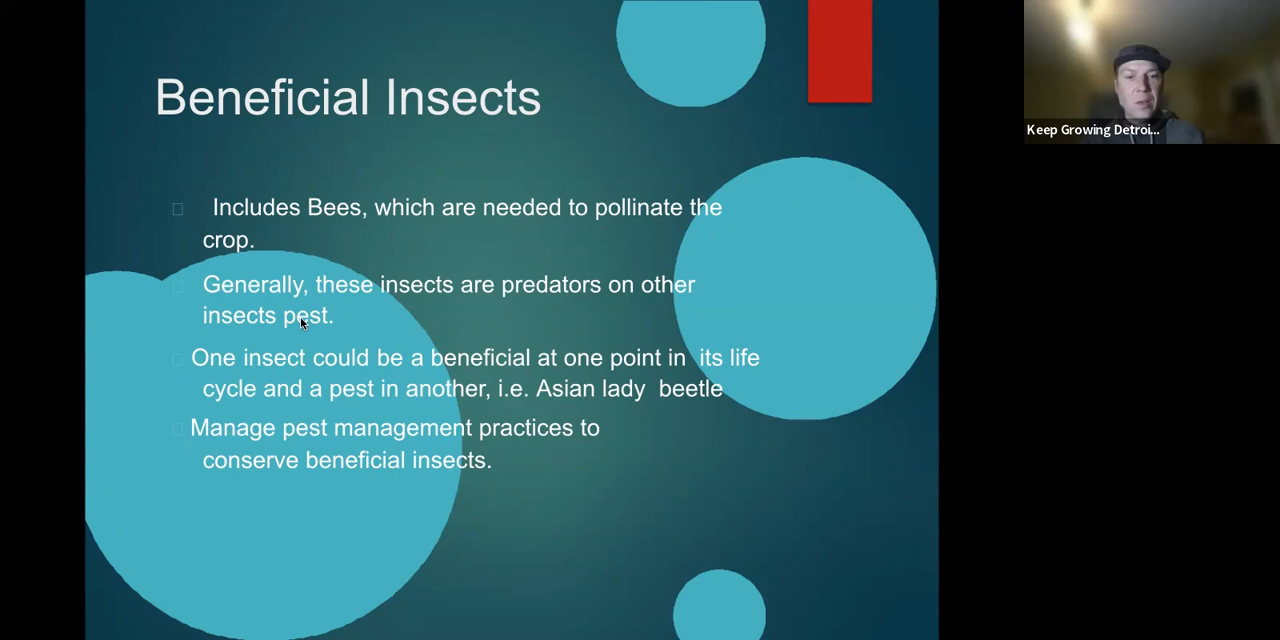 Beneficial Insects
Includes Bees, which are needed to pollinate the
crop.
Generally, these insects are predators on other
insects pest.
One insect could be a beneficial at one point in its life
cycle and a pest in another, i.e. Asian lady beetle
Manage pest management practices to
conserve beneficial insects.
Keep Growing Detroi...